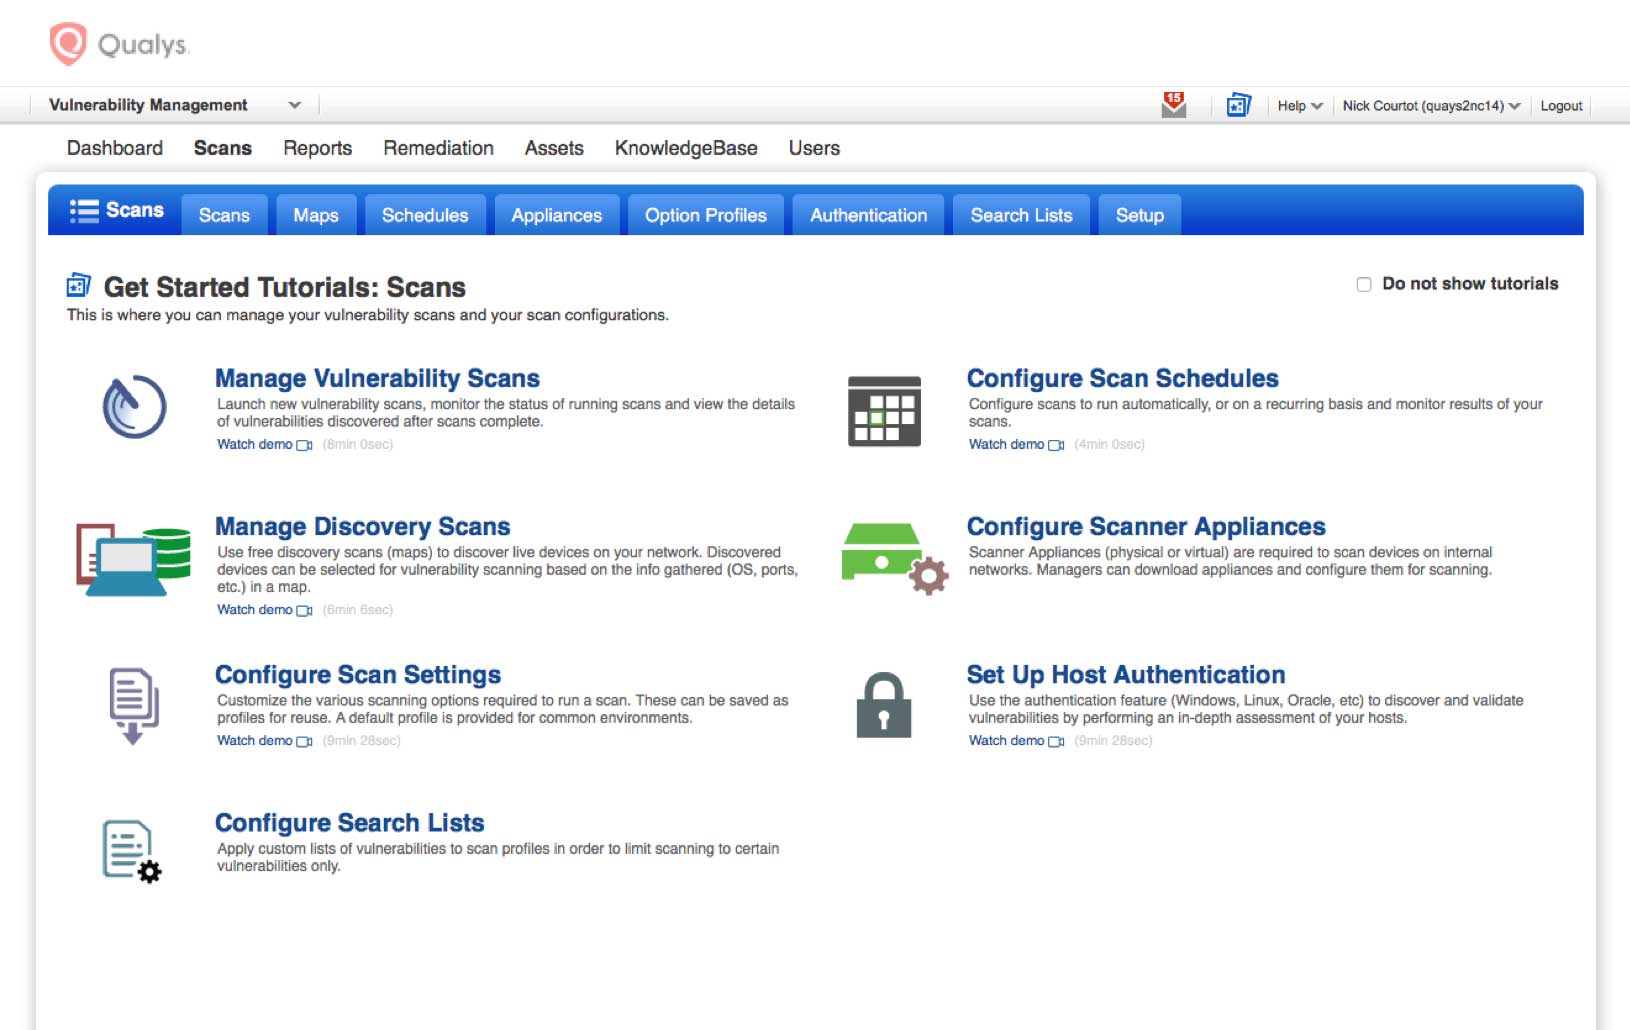 Qualys.
Vulnerability Management
15
Help
Nick Courtot (quays2nc14)
Logout
Dashboard
Scans
Reports
Remediation
Assets
KnowledgeBase
Users
Scans
Scans
Maps
Schedules
Appliances
Option Profiles
Authentication
Search Lists
Setup
Get Started Tutorials: Scans
Do not show tutorials
This is where you can manage your vulnerability scans and your scan configurations.
Manage Vulnerability Scans
Launch new vulnerability scans, monitor the status of running scans and view the details
of vulnerabilities discovered after scans complete.
Watch demo (8min 0sec)
Configure Scan Schedules
Configure scans to run automatically, or on a recurring basis and monitor results of your
scans.
Watch demo (4min 0sec)
Manage Discovery Scans
Use free discovery scans (maps) to discover live devices on your network. Discovered
devices can be selected for vulnerability scanning based on the info gathered (OS, ports,
etc.) in a map.
Watch demo (6min 6sec)
Configure Scanner Appliances
Scanner Appliances (physical or virtual) are required to scan devices on internal
networks. Managers can download appliances and configure them for scanning.
Configure Scan Settings
Customize the various scanning options required to run a scan. These can be saved as
profiles for reuse. A default profile is provided for common environments.
Watch demo (9min 28sec)
Set Up Host Authentication
Use the authentication feature (Windows, Linux, Oracle, etc) to discover and validate
vulnerabilities by performing an in-depth assessment of your hosts.
Watch demo (9min 28sec)
Configure Search Lists
Apply custom lists of vulnerabilities to scan profiles in order to limit scanning to certain
vulnerabilities only.